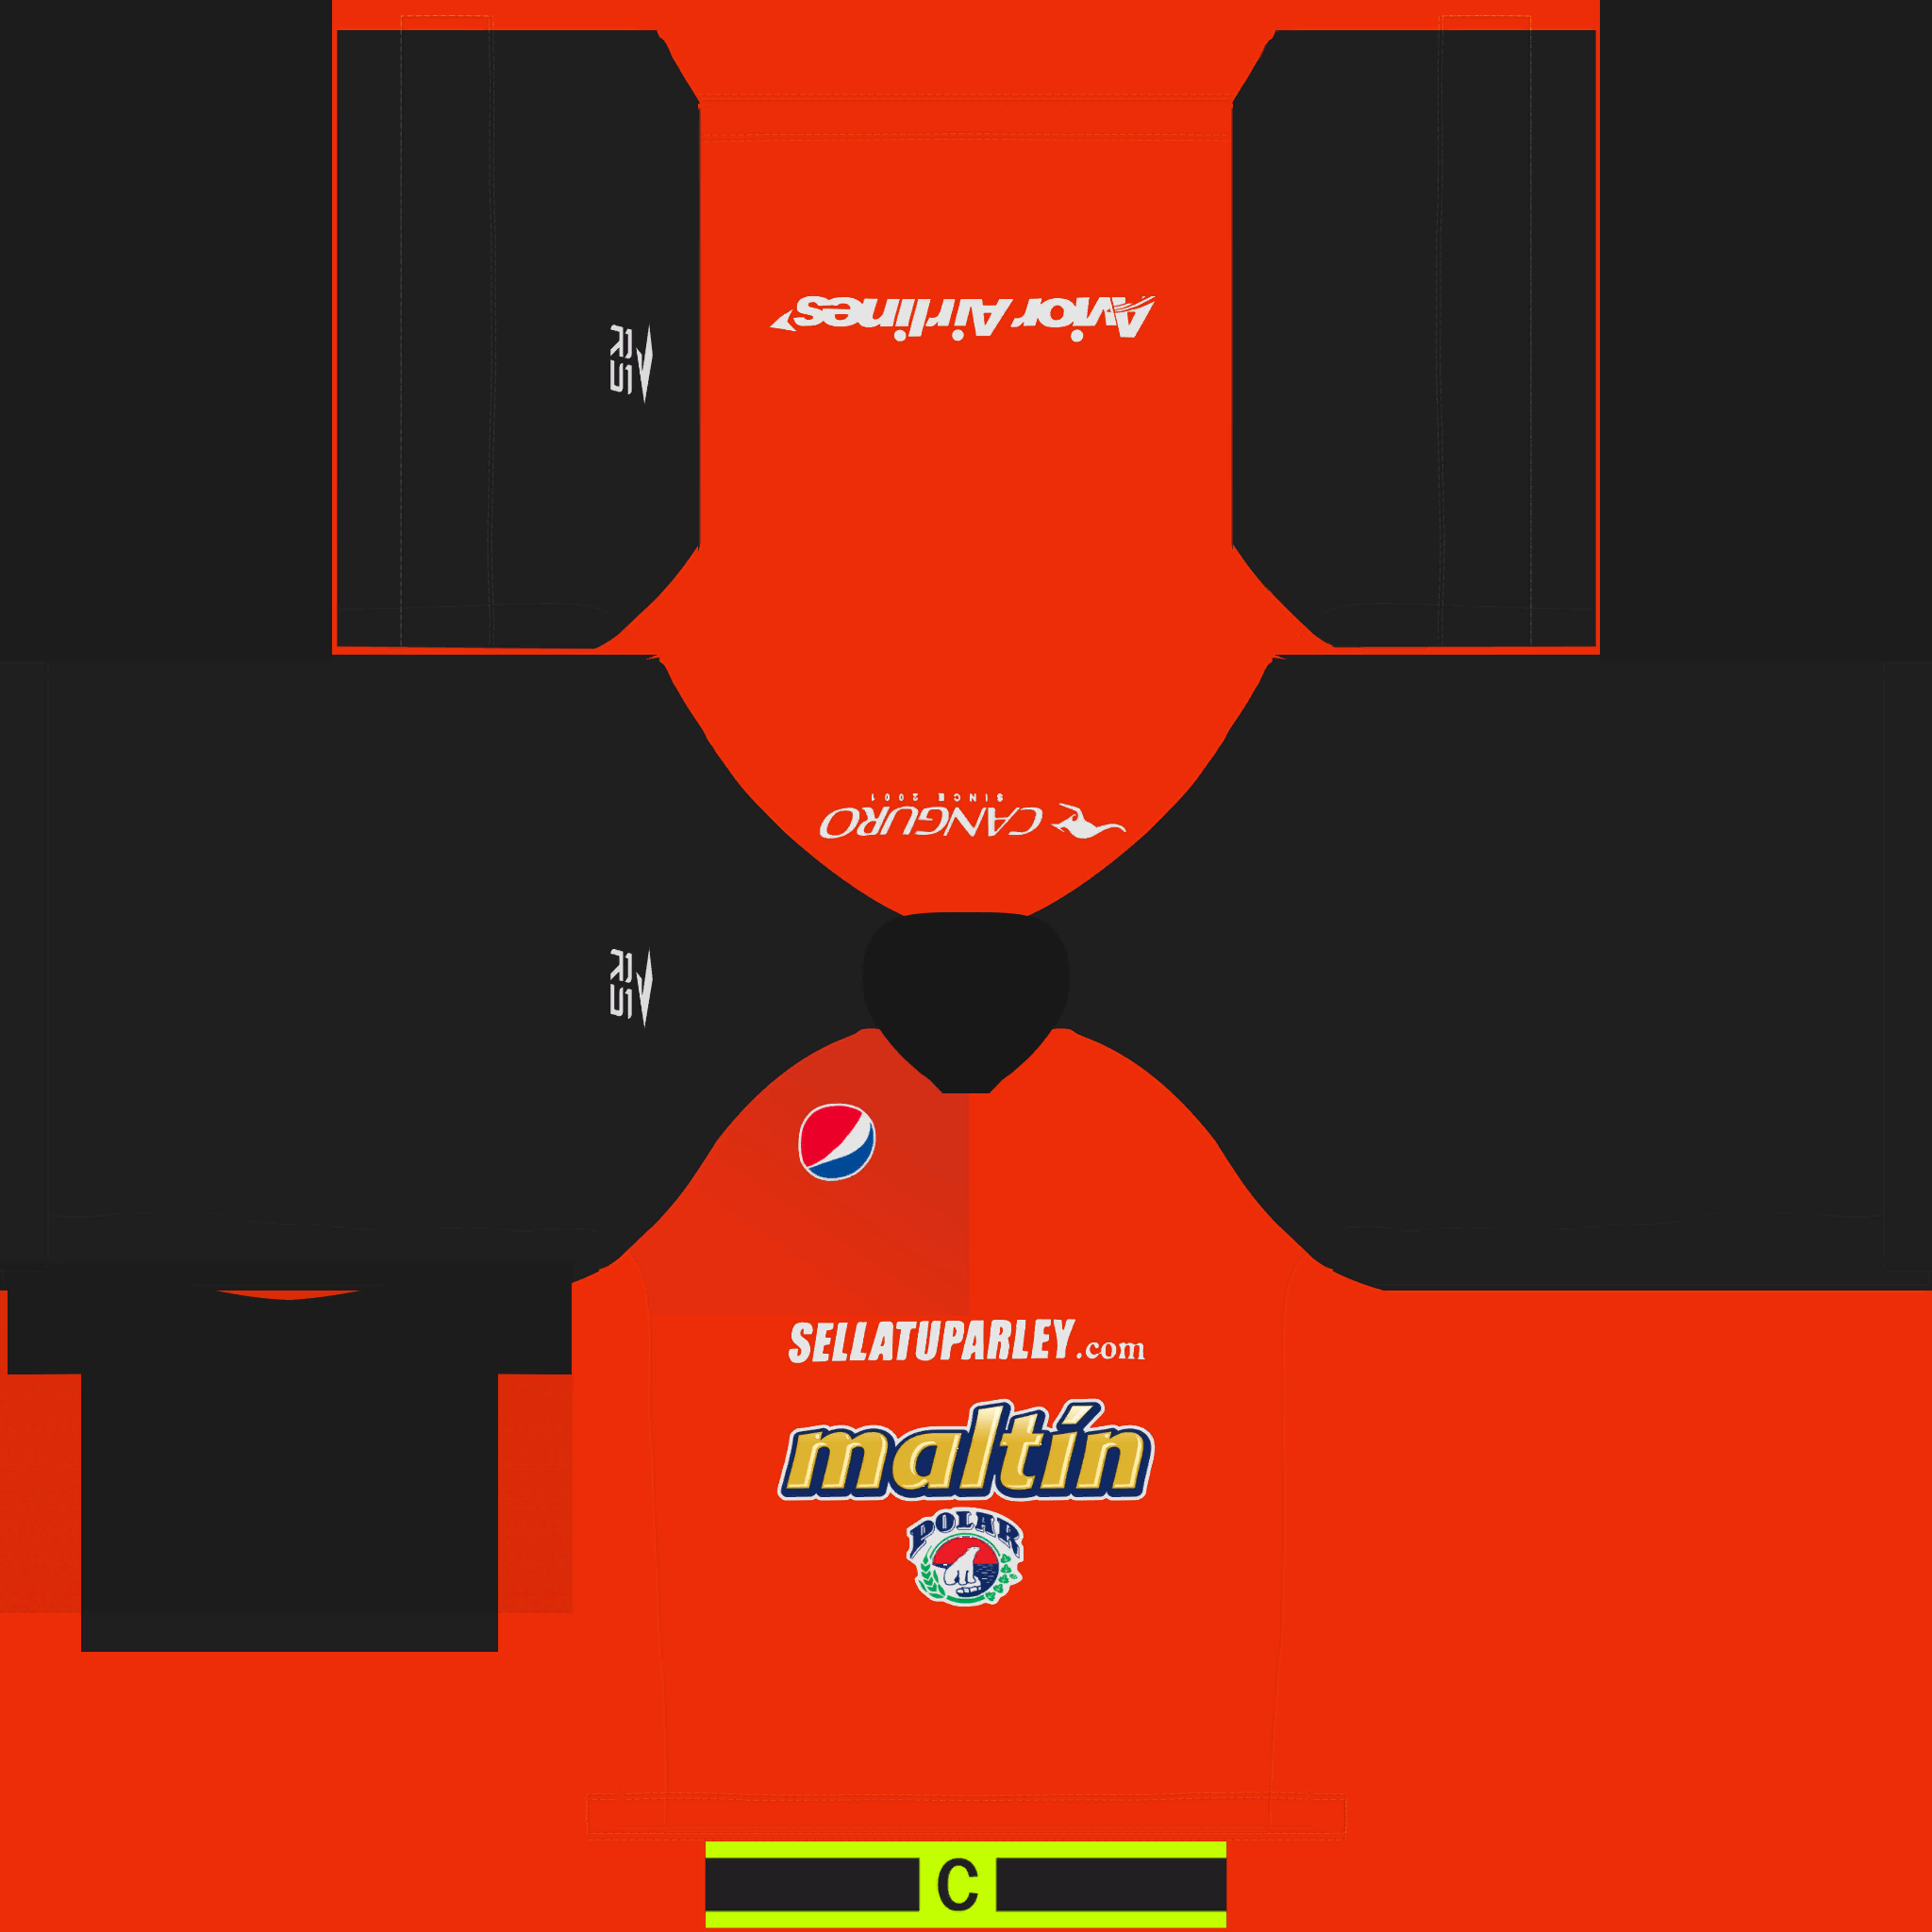 Avior Airlines
CANGURO
SINCE 2001
SELLATUPARLEY.com
maltín
POLAR
C